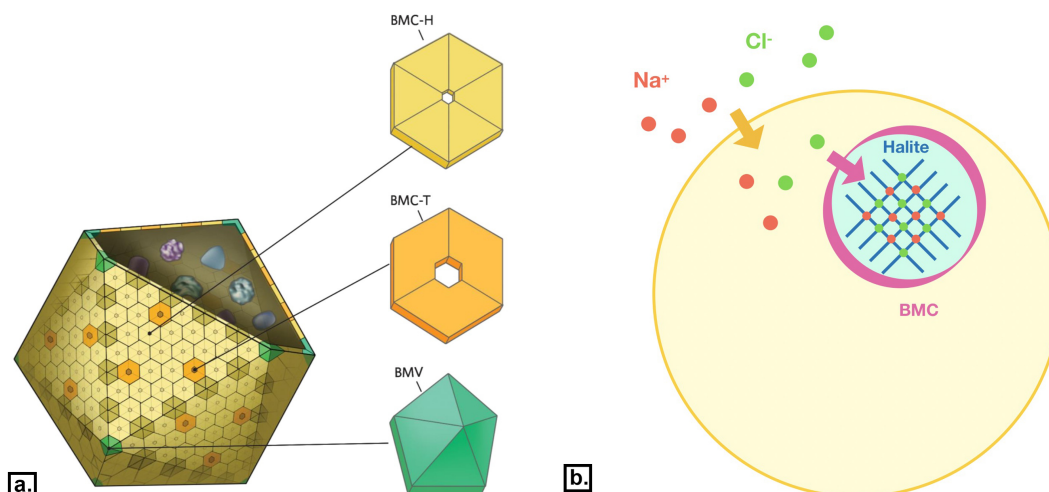 BMC-H
BMC-T
BMV
a.
Cl⁻
Na⁺
Halite
BMC
b.